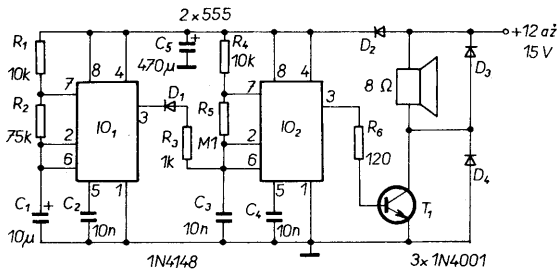 2 x 555
+12 až
15 V
R1
10k
R2
75k
C1
+
10µ
C2
10n
7
2
6
8
4
3
5
1
IO1
C5
+
470µ
D1
R3
1k
R4
10k
R5
M1
C3
10n
C4
10n
7
2
6
8
4
3
5
1
IO2
D2
8 Ω
D3
R6
120
T1
D4
1N4148
3x 1N4001